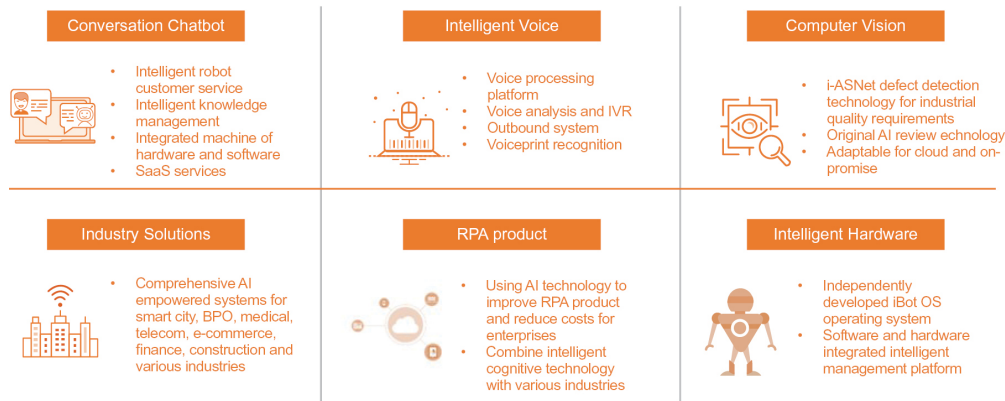 Conversation Chatbot
• Intelligent robot
customer service
• Intelligent knowledge
management
• Integrated machine of
hardware and software
• SaaS services
Intelligent Voice
• Voice processing
platform
• Voice analysis and IVR
• Outbound system
• Voiceprint recognition
Computer Vision
• i-ASNet defect detection
technology for industrial
quality requirements
• Original AI review echnology
• Adaptable for cloud and on-
promise
Industry Solutions
• Comprehensive AI
empowered systems for
smart city, BPO, medical,
telecom, e-commerce,
finance, construction and
various industries
RPA product
• Using AI technology to
improve RPA product
and reduce costs for
enterprises
• Combine intelligent
cognitive technology
with various industries
Intelligent Hardware
• Independently
developed iBot OS
operating system
• Software and hardware
integrated intelligent
management platform